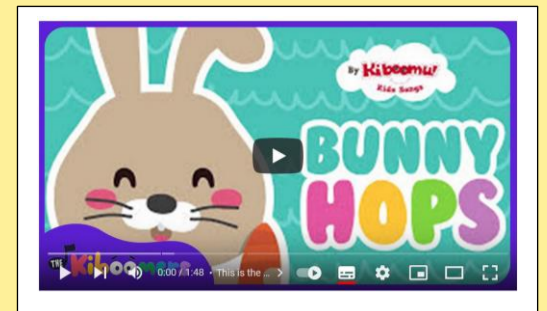 By Kiboomu!
Kids Songs
BUNNY
HOPS
THE Kiboomers
0:00 / 1:48 • This is the ...